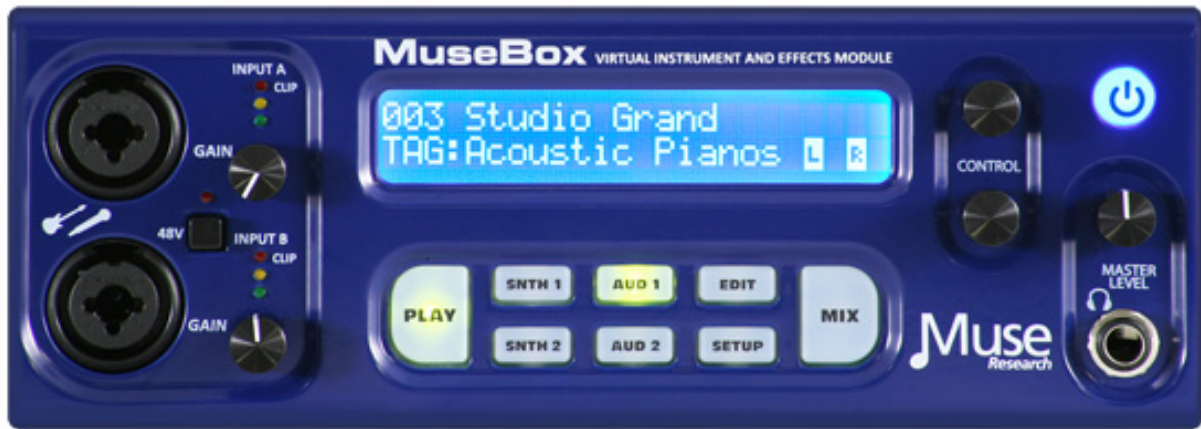 MuseBox VIRTUAL INSTRUMENT AND EFFECTS MODULE
INPUT A
CLIP
GAIN
48V
INPUT B
CLIP
GAIN
003 Studio Grand
TAG:Acoustic Pianos L R
PLAY
SNTH 1
AUD 1
EDIT
SNTH 2
AUD 2
SETUP
MIX
CONTROL
MASTER
LEVEL
Muse
Research